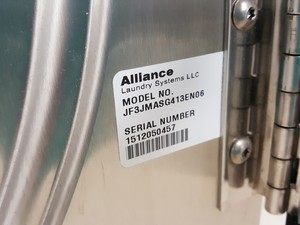 Alliance
Laundry Systems LLC
MODEL NO.
JF3JMASG413EN06
SERIAL NUMBER
1512050457